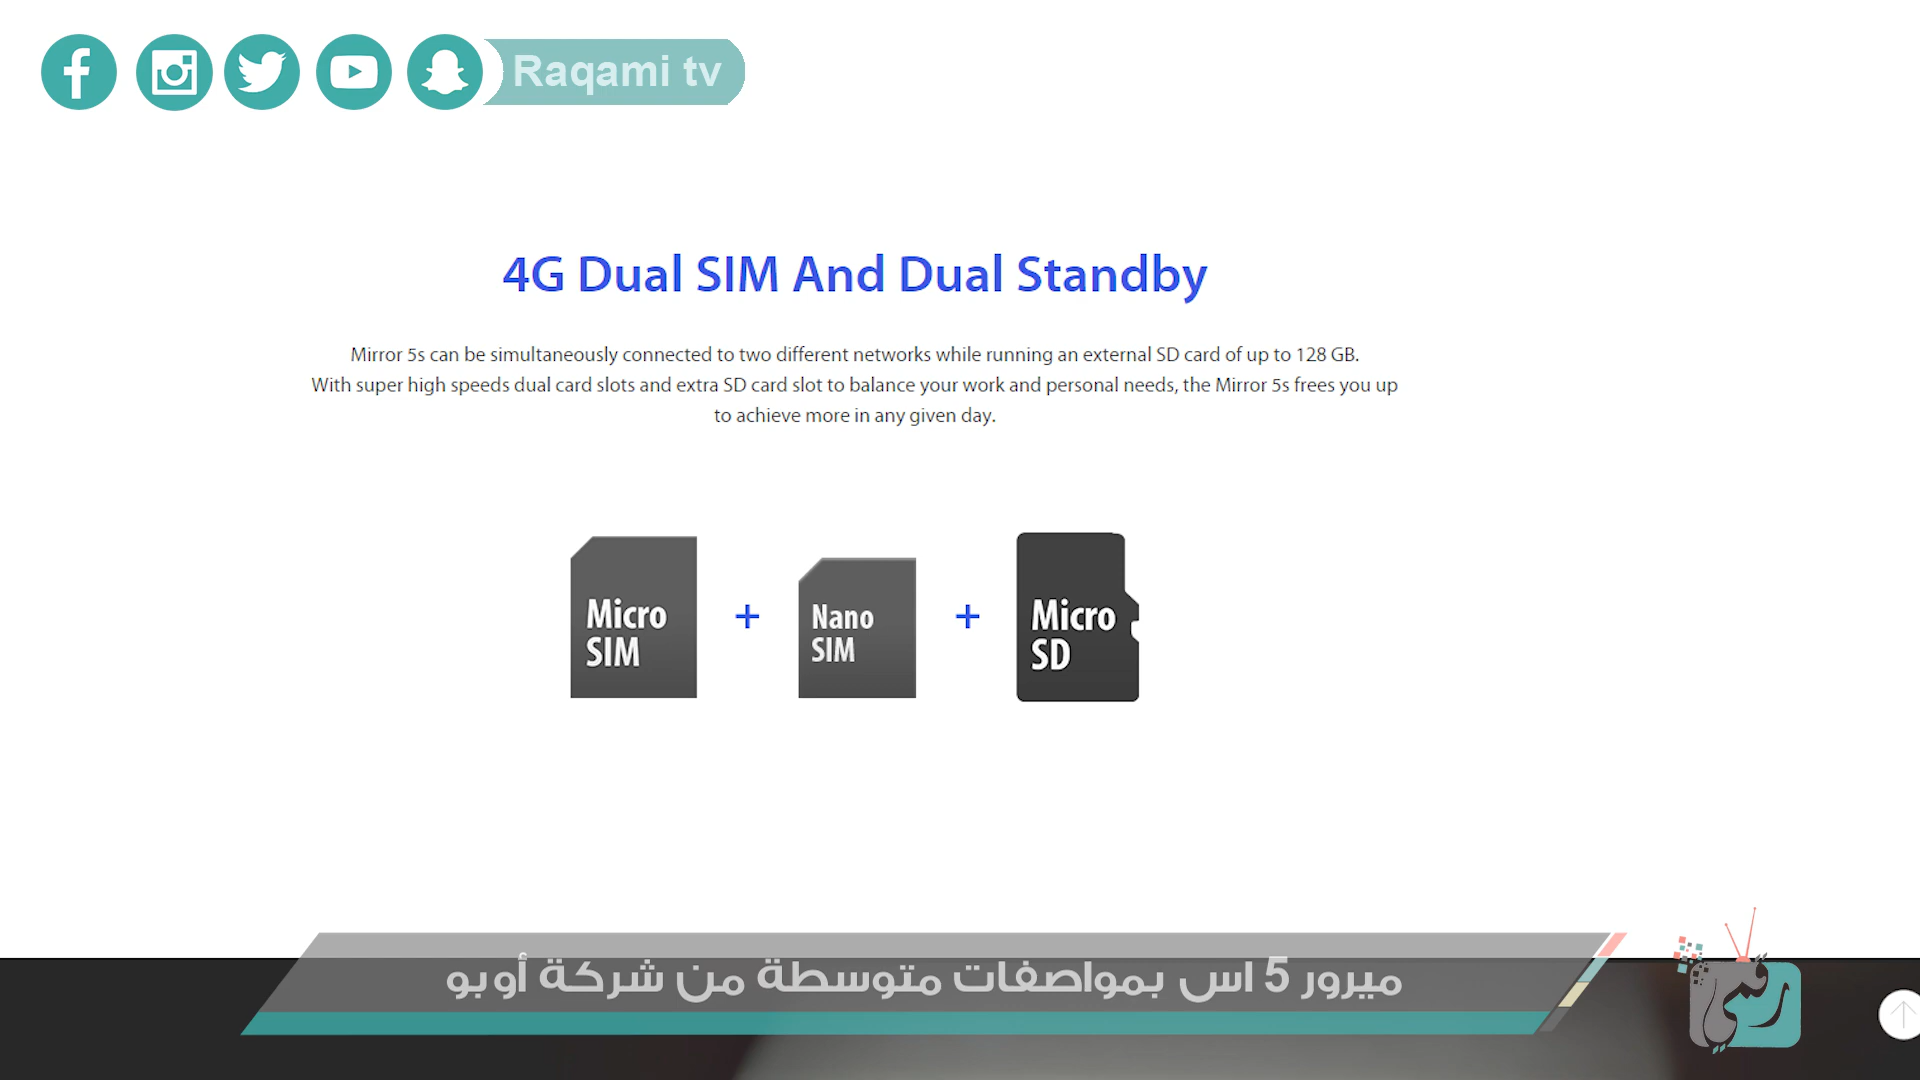 Raqami tv
4G Dual SIM And Dual Standby
Mirror 5s can be simultaneously connected to two different networks while running an external SD card of up to 128 GB.
With super high speeds dual card slots and extra SD card slot to balance your work and personal needs, the Mirror 5s frees you up
to achieve more in any given day.
Micro
SIM
+
Nano
SIM
+
Micro
SD
ميرور 5 اس بمواصفات متوسطة من شركة أوبو